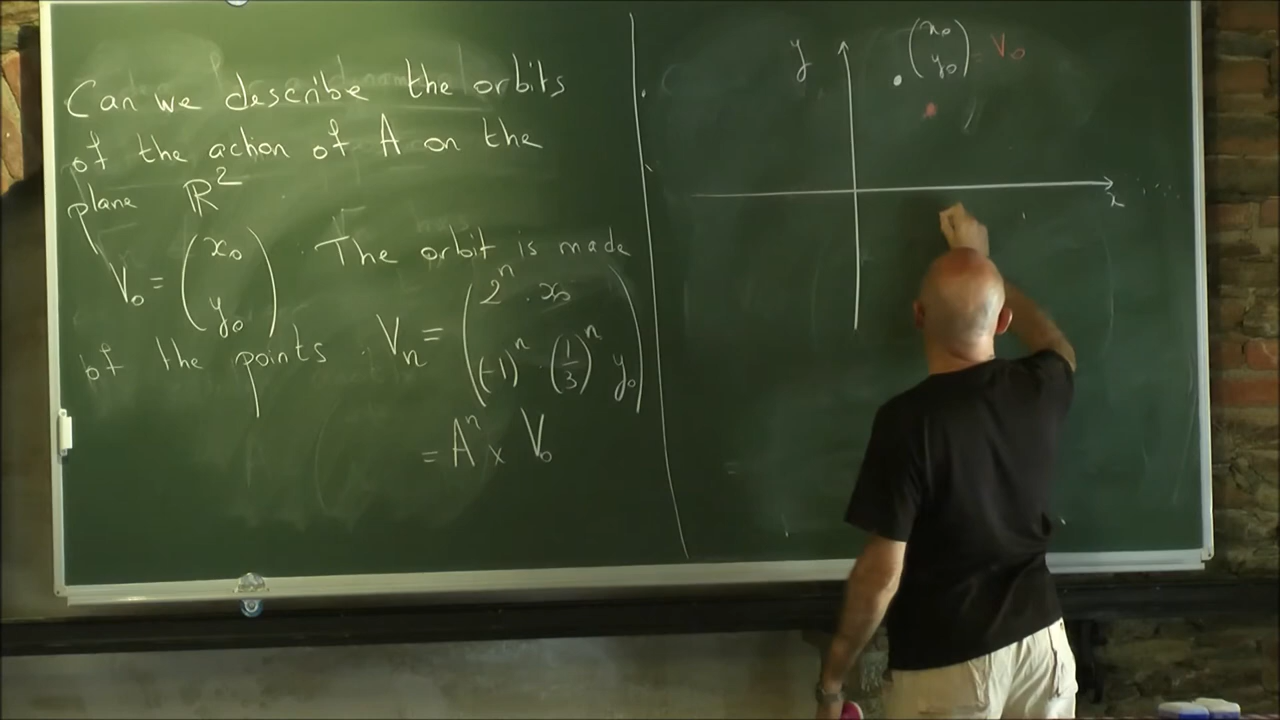 Can we describe the orbits
of the action of A on the
plane ℝ²
V₀ = (x₀ y₀) . The orbit is made
of the points . Vₙ = (2ⁿ . x₀ (-1)ⁿ . (1/3)ⁿ y₀)
= Aⁿ × V₀
y
(x₀ y₀) = V₀
x